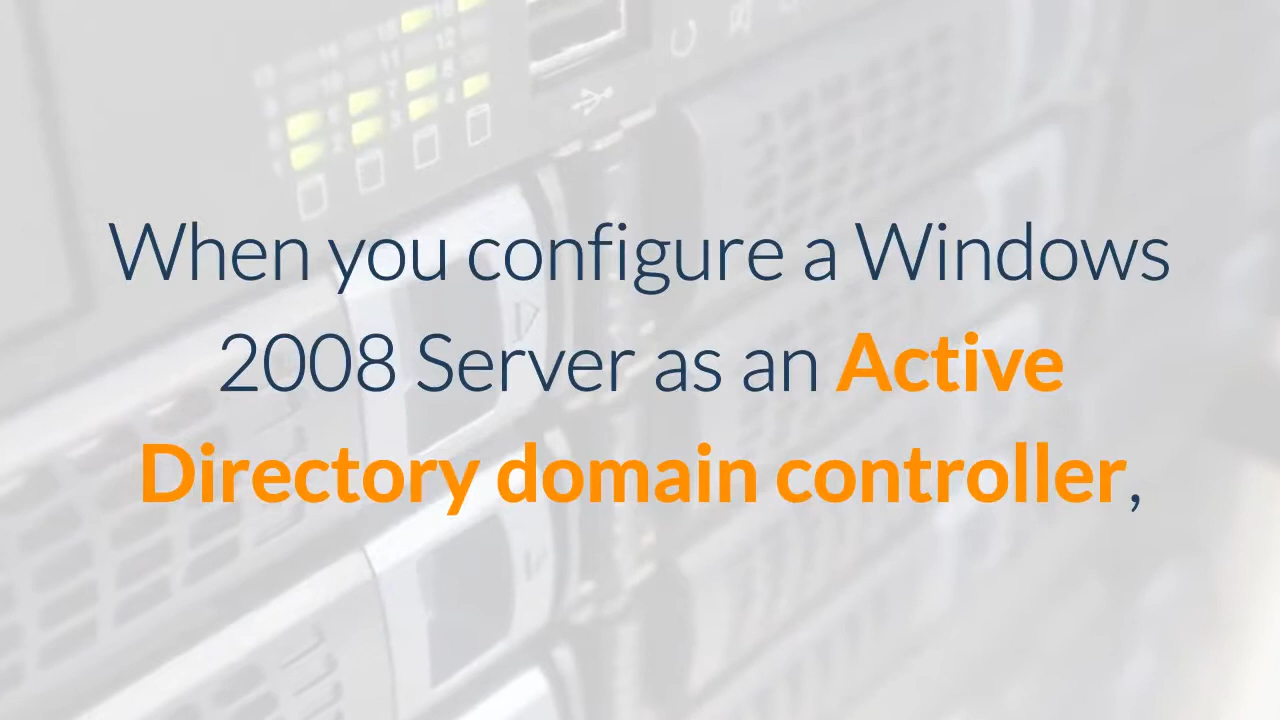 When you configure a Windows
2008 Server as an Active
Directory domain controller,